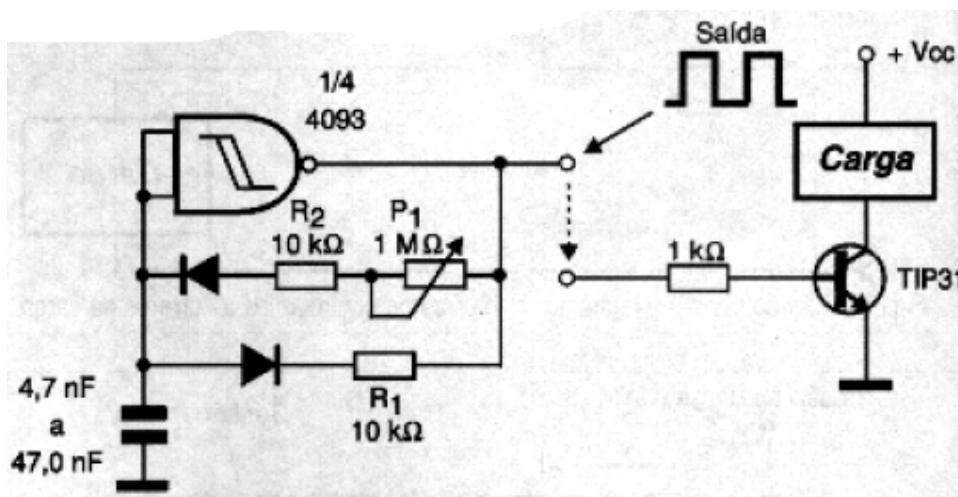 Saída
+ Vcc
1/4
4093
Carga
R2
10 kΩ
P1
1 MΩ
1 kΩ
TIP31
4,7 nF
a
47,0 nF
R1
10 kΩ